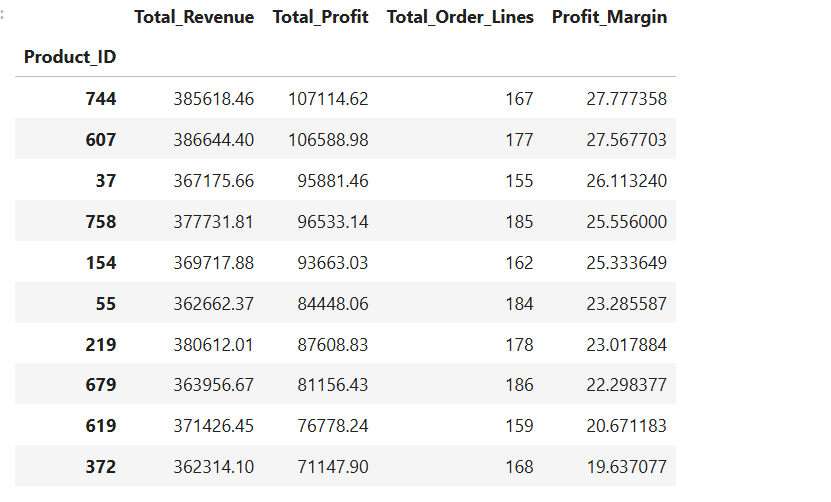 Total_Revenue Total_Profit Total_Order_Lines Profit_Margin
Product_ID
744 385618.46 107114.62 167 27.777358
607 386644.40 106588.98 177 27.567703
37 367175.66 95881.46 155 26.113240
758 377731.81 96533.14 185 25.556000
154 369717.88 93663.03 162 25.333649
55 362662.37 84448.06 184 23.285587
219 380612.01 87608.83 178 23.017884
679 363956.67 81156.43 186 22.298377
619 371426.45 76778.24 159 20.671183
372 362314.10 71147.90 168 19.637077